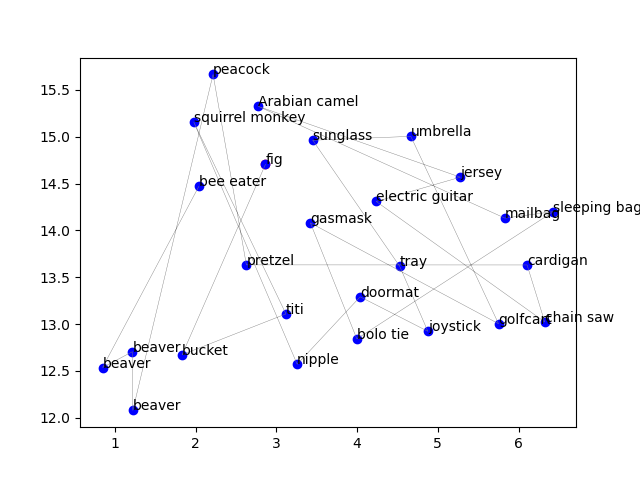 peacock
15.5
Arabian camel
squirrel monkey
15.0
sunglass
umbrella
fig
jersey
14.5
bee eater
electric guitar
sleeping bag
mailbag
gasmask
14.0
pretzel
tray
cardigan
13.5
doormat
titi
golfcart
chain saw
13.0
joystick
bolo tie
beaver
bucket
beaver
nipple
12.5
beaver
12.0
1 2 3 4 5 6